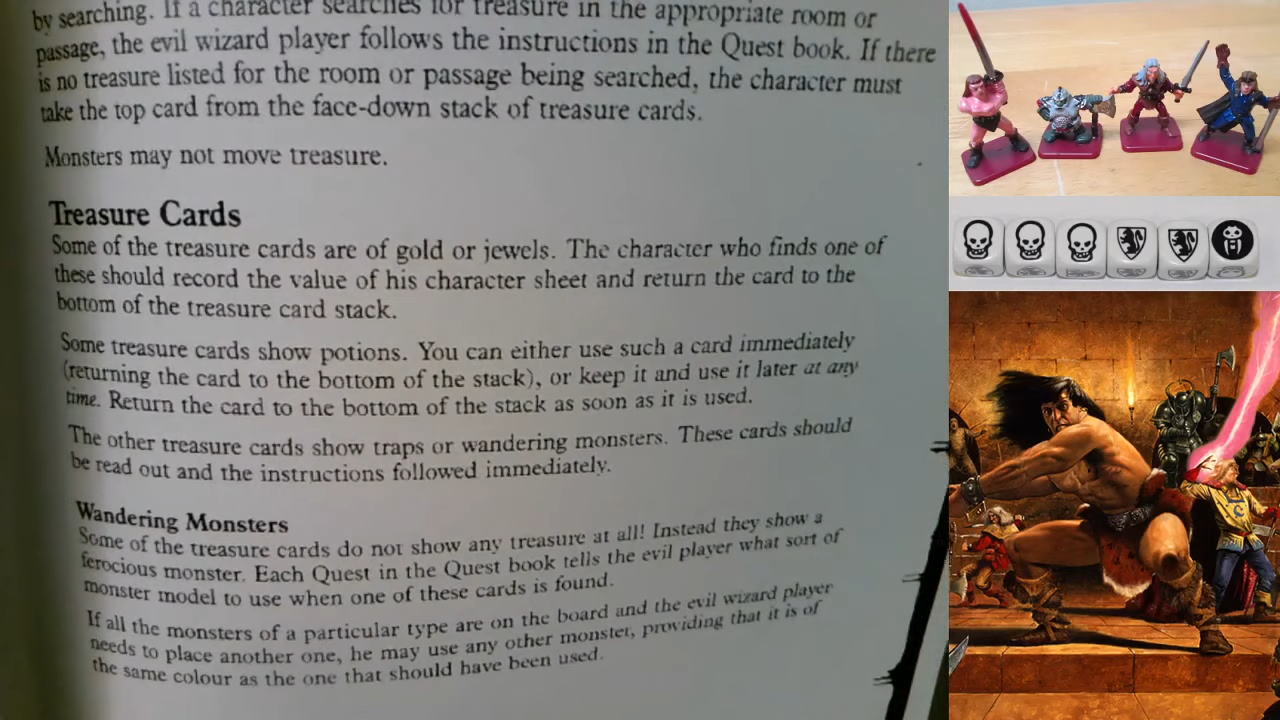 by searching. If a character searches for treasure in the appropriate room or
passage, the evil wizard player follows the instructions in the Quest book. If there
is no treasure listed for the room or passage being searched, the character must
take the top card from the face-down stack of treasure cards.
Monsters may not move treasure.
Treasure Cards
Some of the treasure cards are of gold or jewels. The character who finds one of
these should record the value of his character sheet and return the card to the
bottom of the treasure card stack.
Some treasure cards show potions. You can either use such a card immediately
(returning the card to the bottom of the stack), or keep it and use it later at any
time. Return the card to the bottom of the stack as soon as it is used.
The other treasure cards show traps or wandering monsters. These cards should
be read out and the instructions followed immediately.
Wandering Monsters
Some of the treasure cards do not show any treasure at all! Instead they show a
ferocious monster. Each Quest in the Quest book tells the evil player what sort of
monster model to use when one of these cards is found.
If all the monsters of a particular type are on the board and the evil wizard player
needs to place another one, he may use any other monster, providing that it is of
the same colour as the one that should have been used.